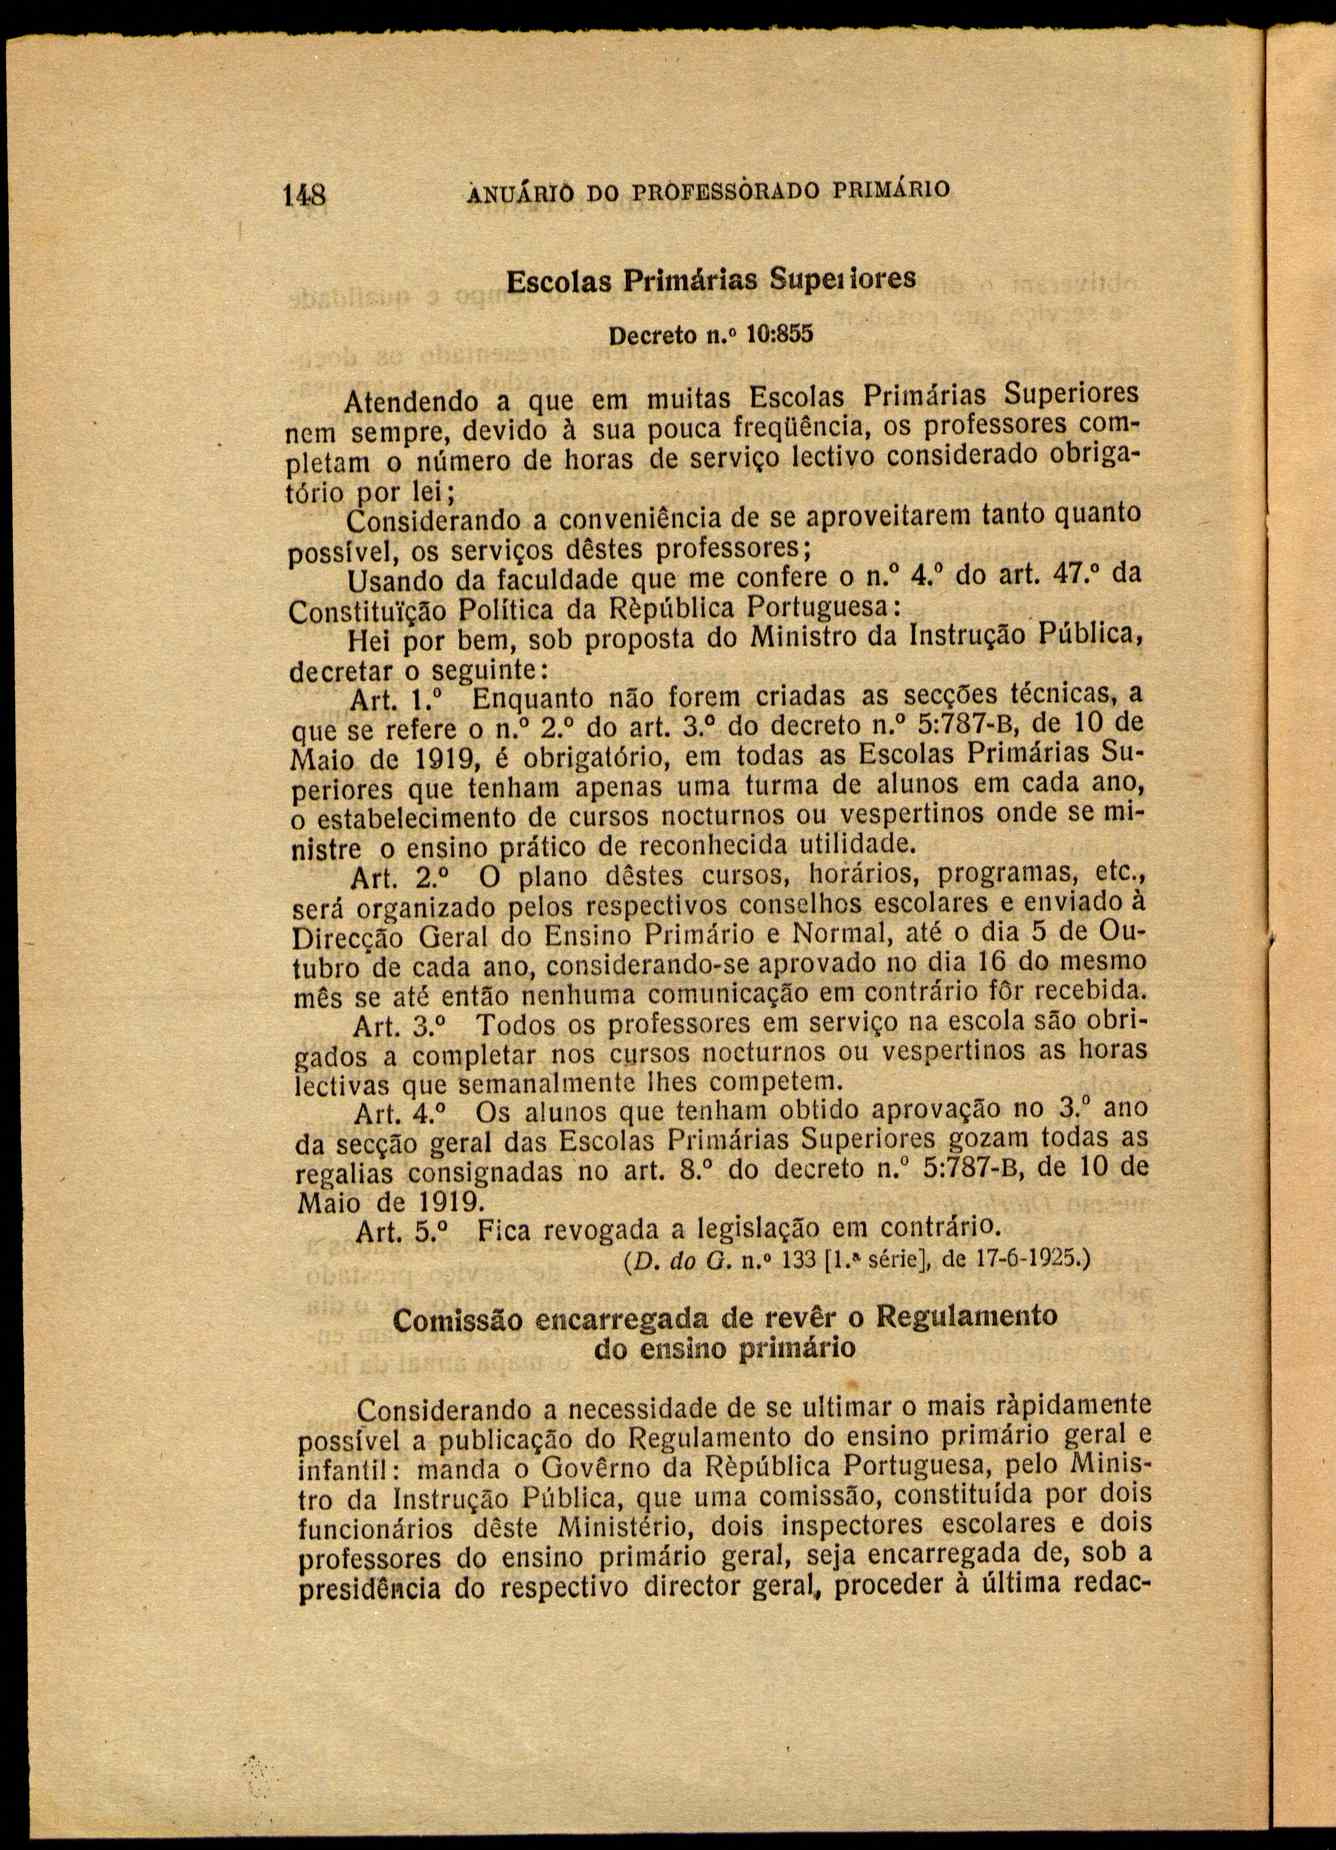 148 ANUÁRIO DO PROFESSORADO PRIMÁRIO
Escolas Primárias Superiores
Decreto n.º 10:855
Atendendo a que em muitas Escolas Primárias Superiores
nem sempre, devido à sua pouca freqüência, os professores com-
pletam o número de horas de serviço lectivo considerado obriga-
tório por lei;
Considerando a conveniência de se aproveitarem tanto quanto
possível, os serviços dêstes professores;
Usando da faculdade que me confere o n.º 4.º do art. 47.º da
Constituïção Política da Rèpública Portuguesa:
Hei por bem, sob proposta do Ministro da Instrução Pública,
decretar o seguinte:
Art. 1.º Enquanto não forem criadas as secções técnicas, a
que se refere o n.º 2.º do art. 3.º do decreto n.º 5:787-B, de 10 de
Maio de 1919, é obrigatório, em todas as Escolas Primárias Su-
periores que tenham apenas uma turma de alunos em cada ano,
o estabelecimento de cursos nocturnos ou vespertinos onde se mi-
nistre o ensino prático de reconhecida utilidade.
Art. 2.º O plano dêstes cursos, horários, programas, etc.,
será organizado pelos respectivos conselhos escolares e enviado à
Direcção Geral do Ensino Primário e Normal, até o dia 5 de Ou-
tubro de cada ano, considerando-se aprovado no dia 16 do mesmo
mês se até então nenhuma comunicação em contrário fôr recebida.
Art. 3.º Todos os professores em serviço na escola são obri-
gados a completar nos cursos nocturnos ou vespertinos as horas
lectivas que semanalmente lhes competem.
Art. 4.º Os alunos que tenham obtido aprovação no 3.º ano
da secção geral das Escolas Primárias Superiores gozam todas as
regalias consignadas no art. 8.º do decreto n.º 5:787-B, de 10 de
Maio de 1919.
Art. 5.º Fica revogada a legislação em contrário.
(D. do G. n.º 133 [1.ª série], de 17-6-1925.)
Comissão encarregada de revêr o Regulamento
do ensino primário
Considerando a necessidade de se ultimar o mais ràpidamente
possível a publicação do Regulamento do ensino primário geral e
infantil: manda o Govêrno da Rèpública Portuguesa, pelo Minis-
tro da Instrução Pública, que uma comissão, constituída por dois
funcionários dêste Ministério, dois inspectores escolares e dois
professores do ensino primário geral, seja encarregada de, sob a
presidência do respectivo director geral, proceder à última redac-